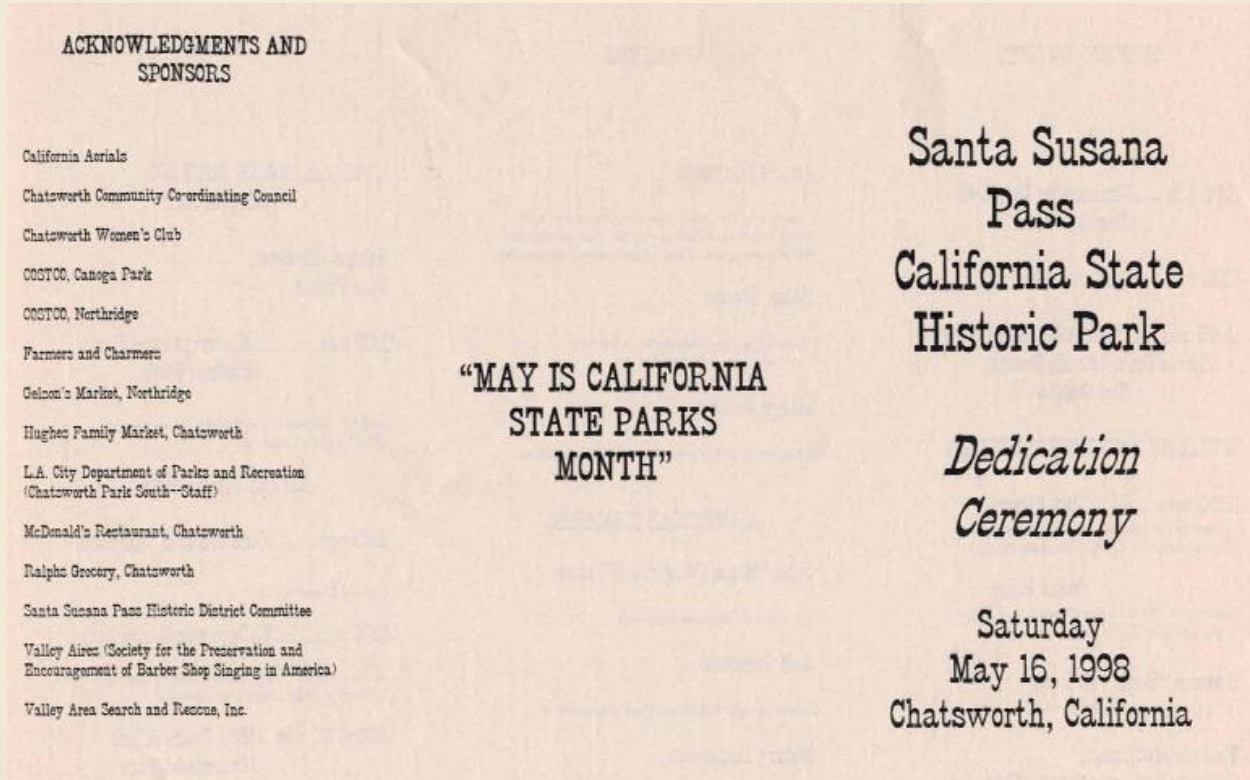 ACKNOWLEDGMENTS AND
SPONSORS
California Aerials
Chatsworth Community Co-ordinating Council
Chatsworth Women's Club
COSTCO, Canoga Park
COSTCO, Northridge
Farmers and Charmers
Gelson's Market, Northridge
Hughes Family Market, Chatsworth
L.A. City Department of Parks and Recreation
(Chatsworth Park South--Staff)
McDonald's Restaurant, Chatsworth
Ralphs Grocery, Chatsworth
Santa Susana Pass Historic District Committee
Valley Aires (Society for the Preservation and
Encouragement of Barber Shop Singing in America)
Valley Area Search and Rescue, Inc.
“MAY IS CALIFORNIA
STATE PARKS
MONTH”
Santa Susana
Pass
California State
Historic Park
Dedication
Ceremony
Saturday
May 16, 1998
Chatsworth, California